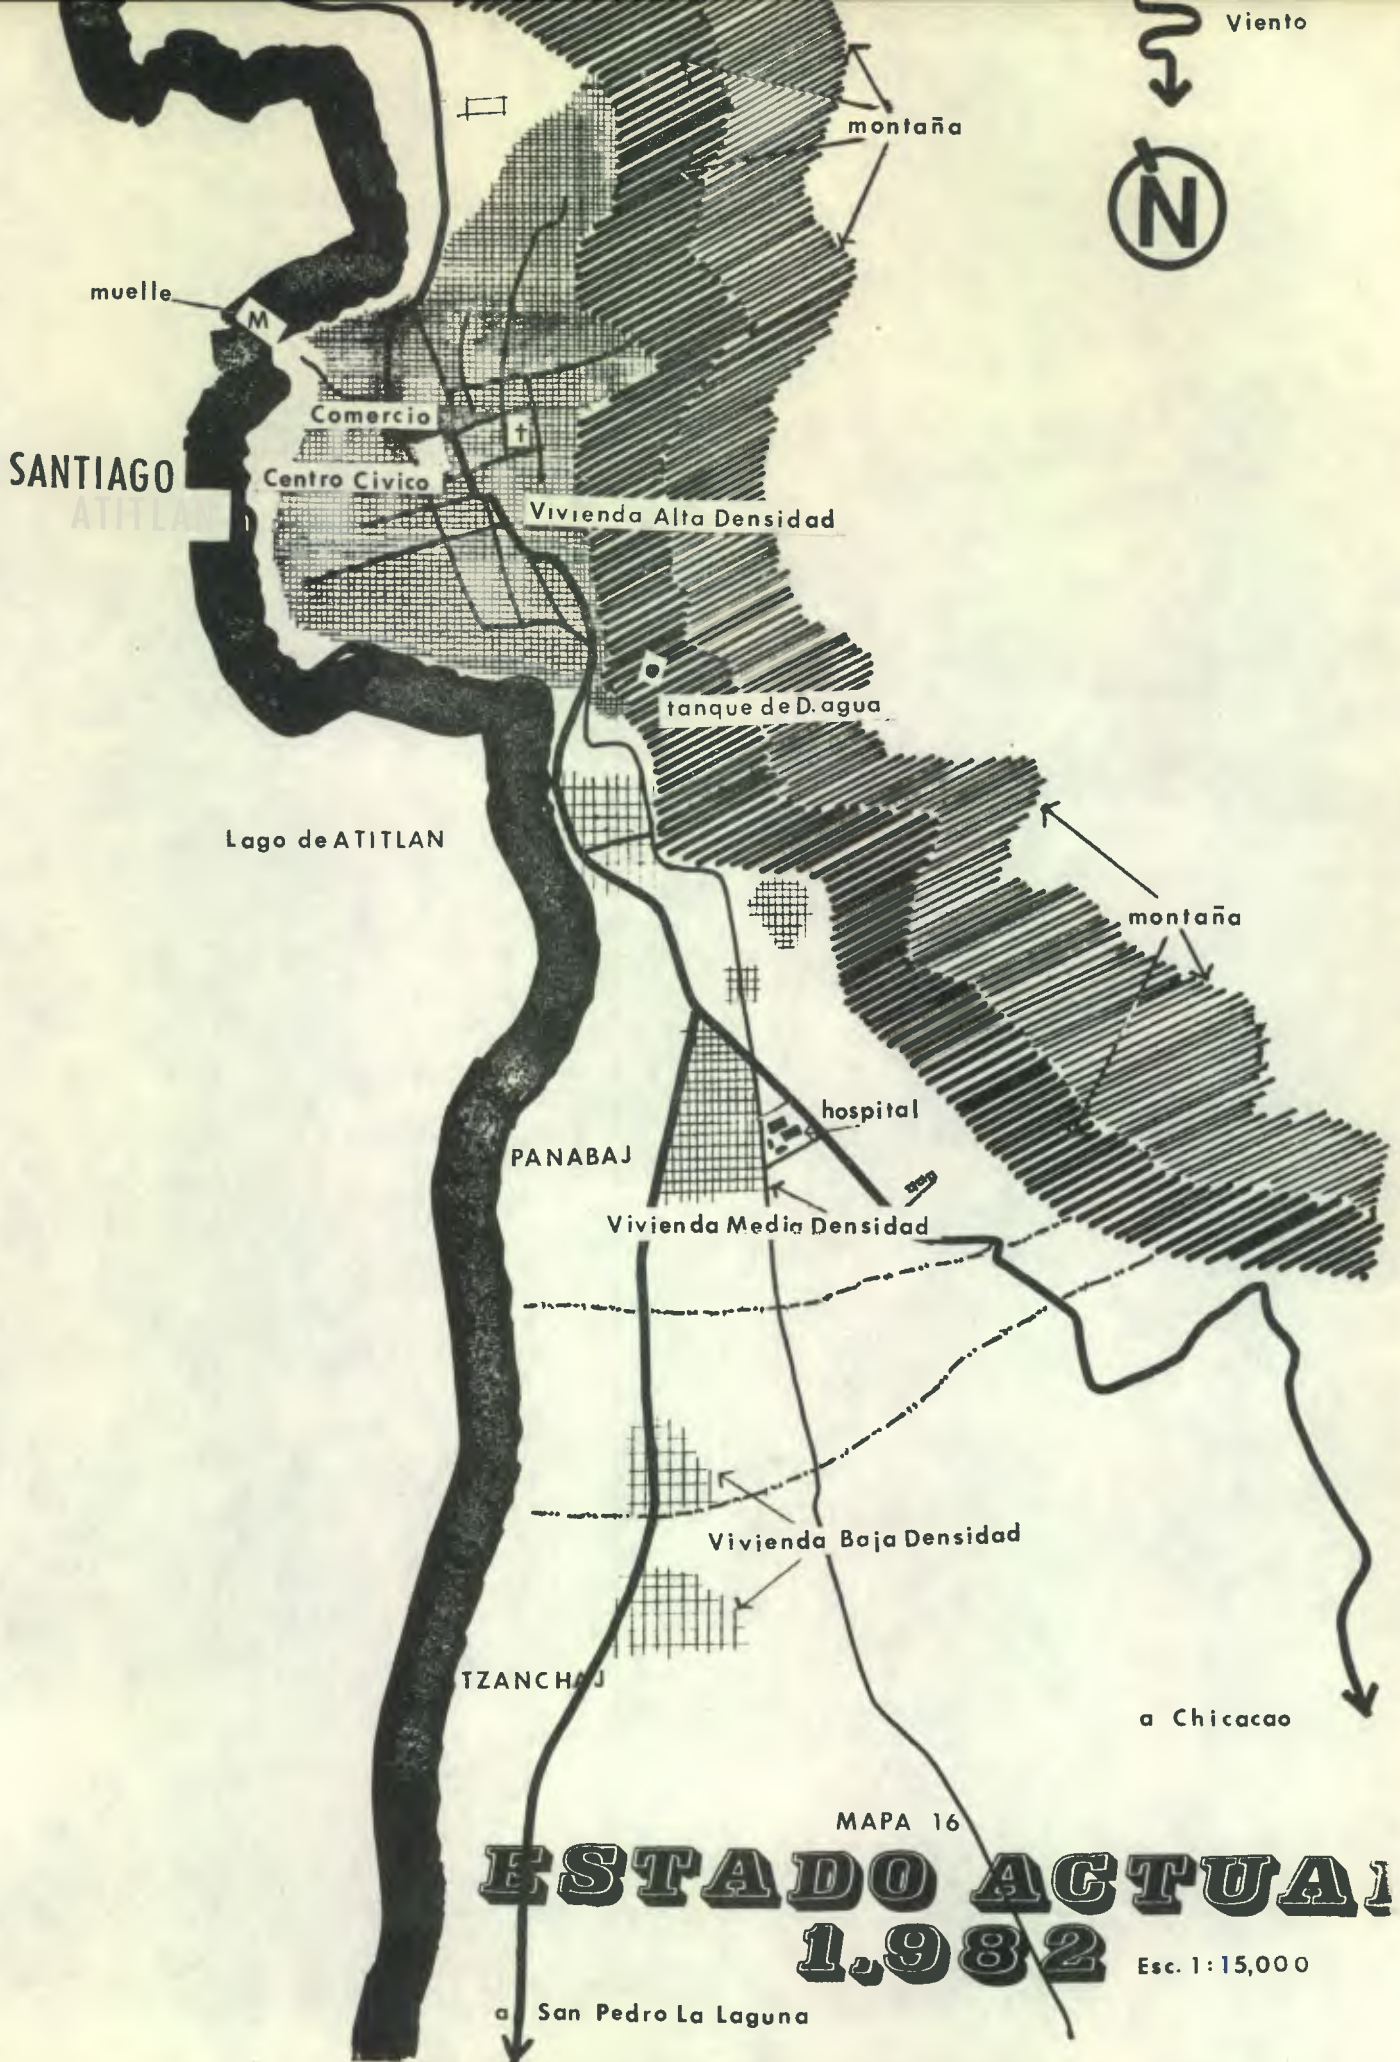 Viento
montaña
N
muelle
M
Comercio
SANTIAGO
ATITLAN
Centro Civico
Vivienda Alta Densidad
tanque de D. agua
Lago de ATITLAN
montaña
hospital
PANABAJ
Vivienda Media Densidad
Vivienda Baja Densidad
TZANCHAJ
a Chicacao
MAPA 16
ESTADO ACTUAL
1,982
Esc. 1:15,000
a San Pedro La Laguna